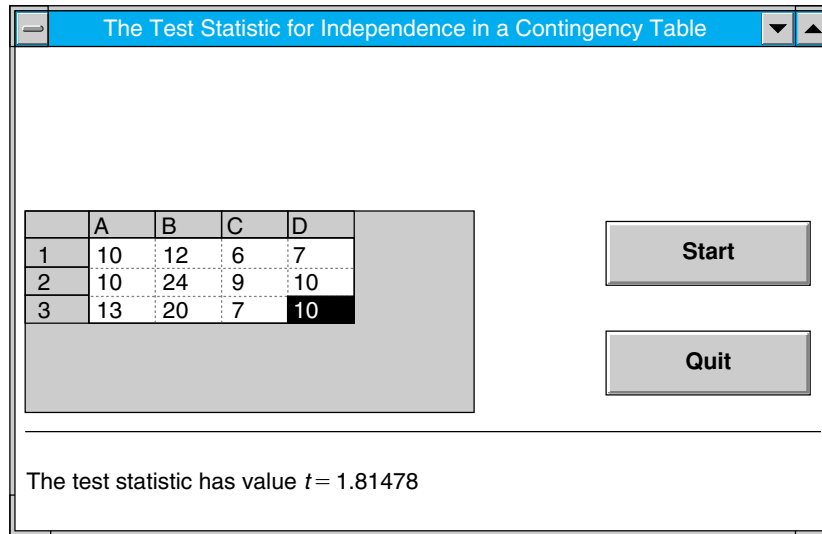 The Test Statistic for Independence in a Contingency Table
A B C D
1 10 12 6 7
2 10 24 9 10
3 13 20 7 10
Start
Quit
The test statistic has value t = 1.81478